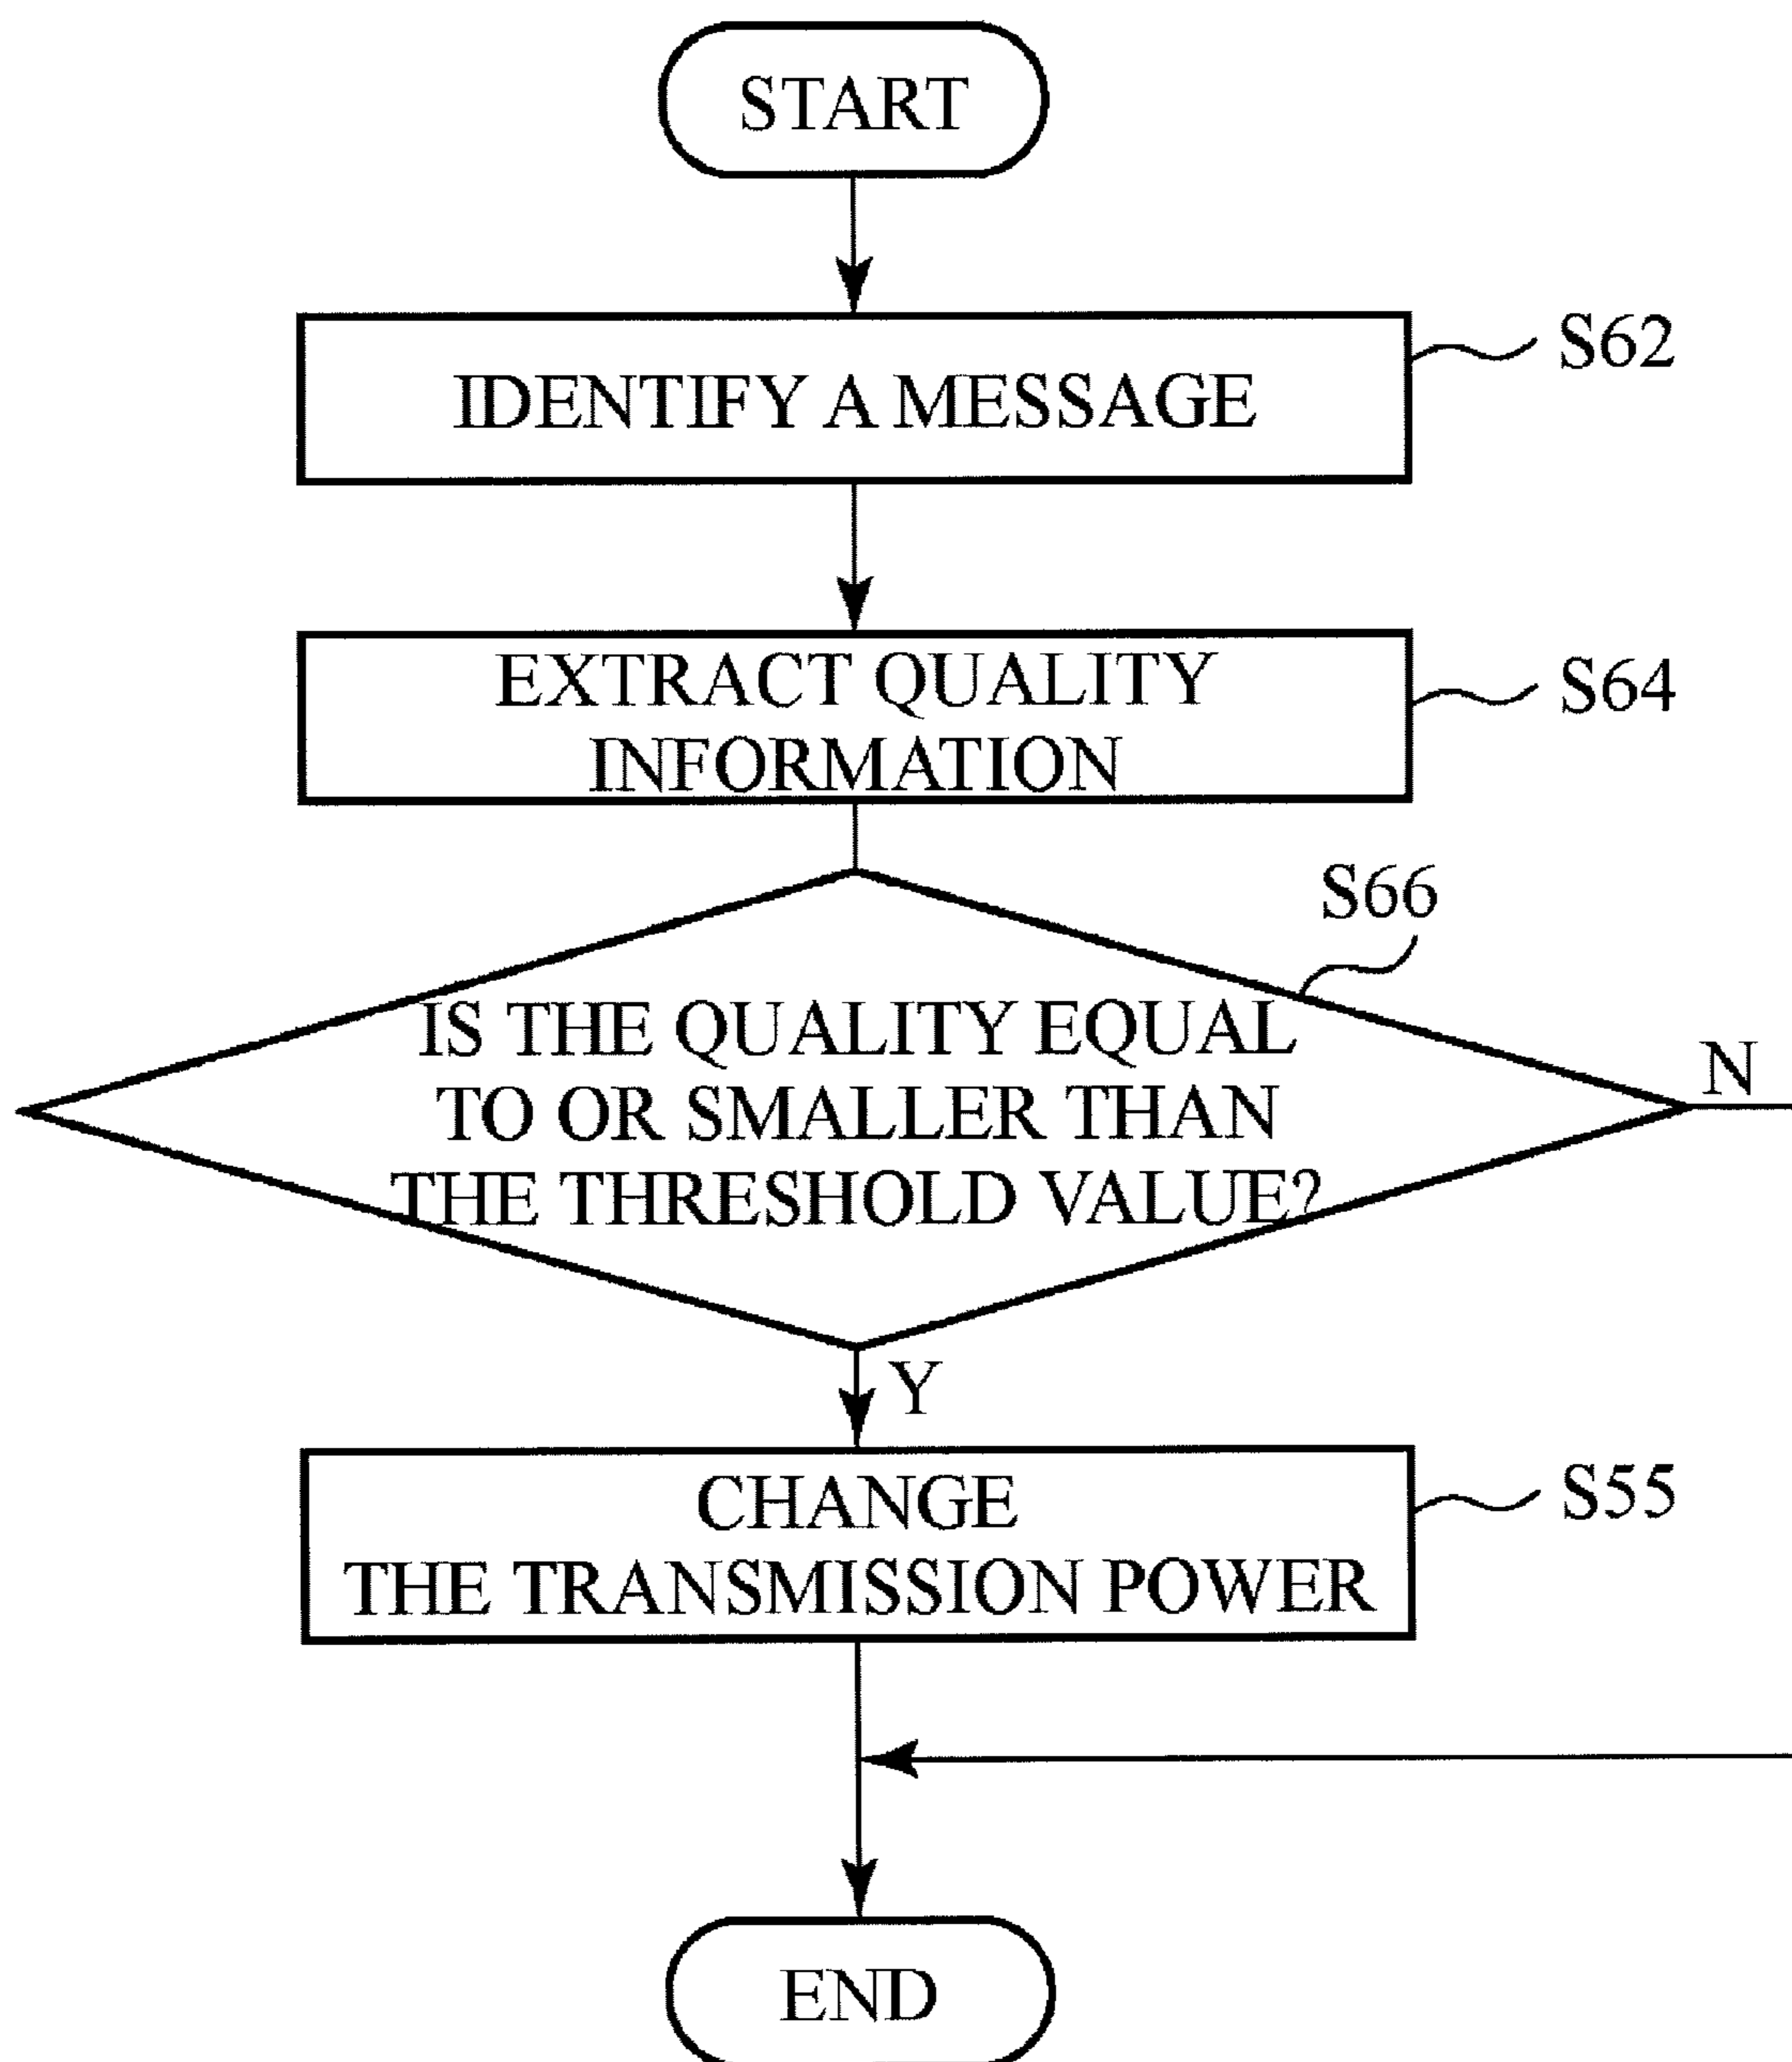 START
IDENTIFY A MESSAGE
S62
EXTRACT QUALITY
INFORMATION
S64
S66
IS THE QUALITY EQUAL
TO OR SMALLER THAN
THE THRESHOLD VALUE?
N
Y
CHANGE
THE TRANSMISSION POWER
S55
END